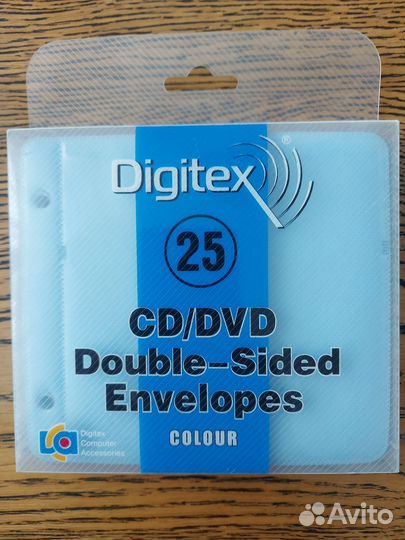 Digitex®
25
CD/DVD
Double-Sided
Envelopes
COLOUR
Digitex
Computer
Accessories
Avito